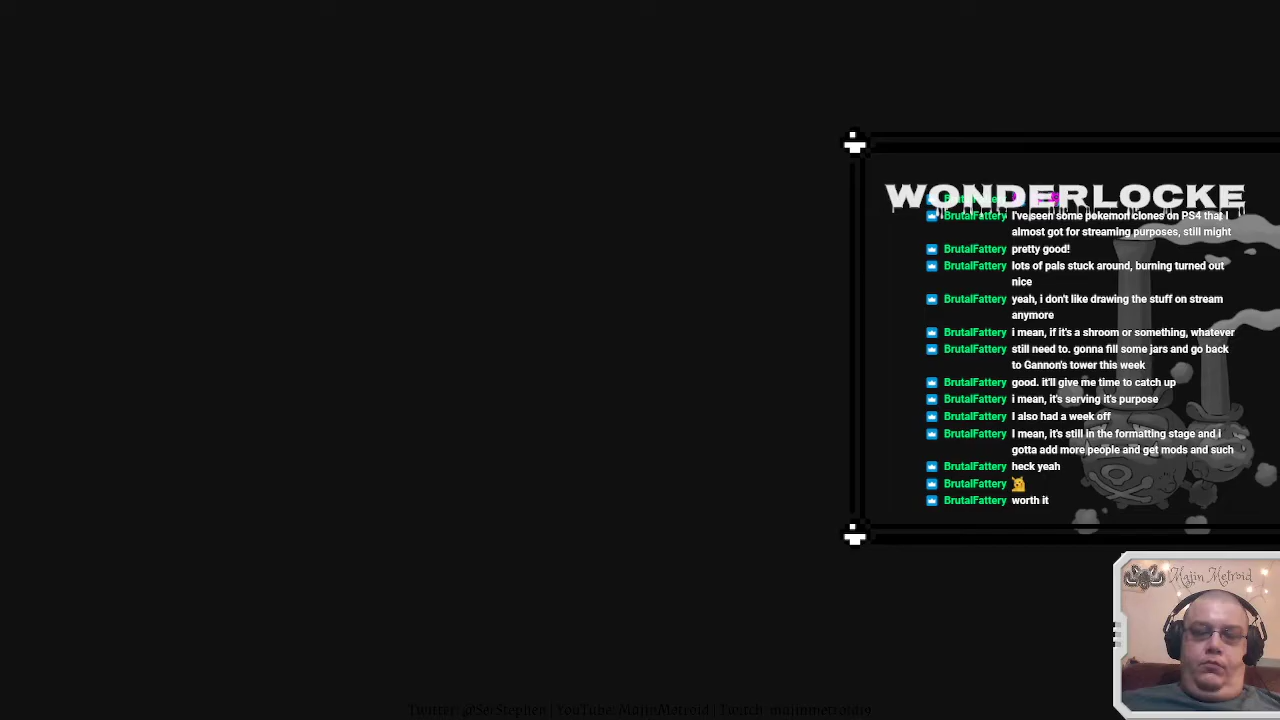 WONDERLOCKE
BrutalFattery
BrutalFattery I've seen some pokemon clones on PS4 that I
almost got for streaming purposes, still might
BrutalFattery pretty good!
BrutalFattery lots of pals stuck around, burning turned out
nice
BrutalFattery yeah, i don't like drawing the stuff on stream
anymore
BrutalFattery i mean, if it's a shroom or something, whatever
BrutalFattery still need to. gonna fill some jars and go back
to Gannon's tower this week
BrutalFattery good. it'll give me time to catch up
BrutalFattery i mean, it's serving it's purpose
BrutalFattery I also had a week off
BrutalFattery I mean, it's still in the formatting stage and i
gotta add more people and get mods and such
BrutalFattery heck yeah
BrutalFattery
BrutalFattery worth it
Majin Metroid
Twitter: | YouTube: MajinMetroid | Twitch: